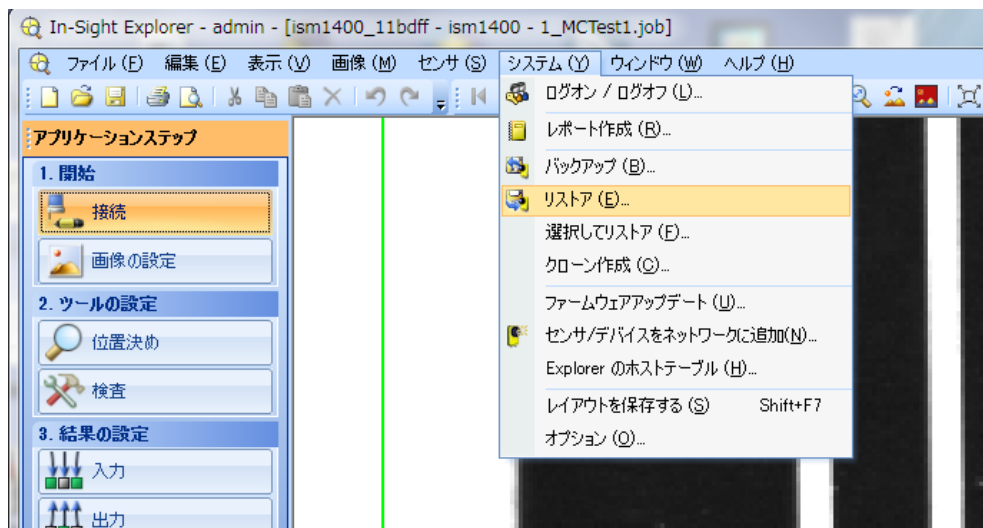 In-Sight Explorer - admin - [ism1400_11bdff - ism1400 - 1_MCTest1.job]
ファイル (F) 編集 (E) 表示 (V) 画像 (M) センサ (S) システム (Y) ウィンドウ (W) ヘルプ (H)
ログオン / ログオフ (L)...
アプリケーションステップ
レポート作成 (R)...
1. 開始
バックアップ (B)...
接続
リストア (E)...
選択してリストア (F)...
画像の設定
クローン作成 (C)...
2. ツールの設定
ファームウェアアップデート (U)...
位置決め
センサ/デバイスをネットワークに追加(N)...
Explorer のホストテーブル (H)...
検査
レイアウトを保存する (S) Shift+F7
3. 結果の設定
オプション (O)...
入力
出力